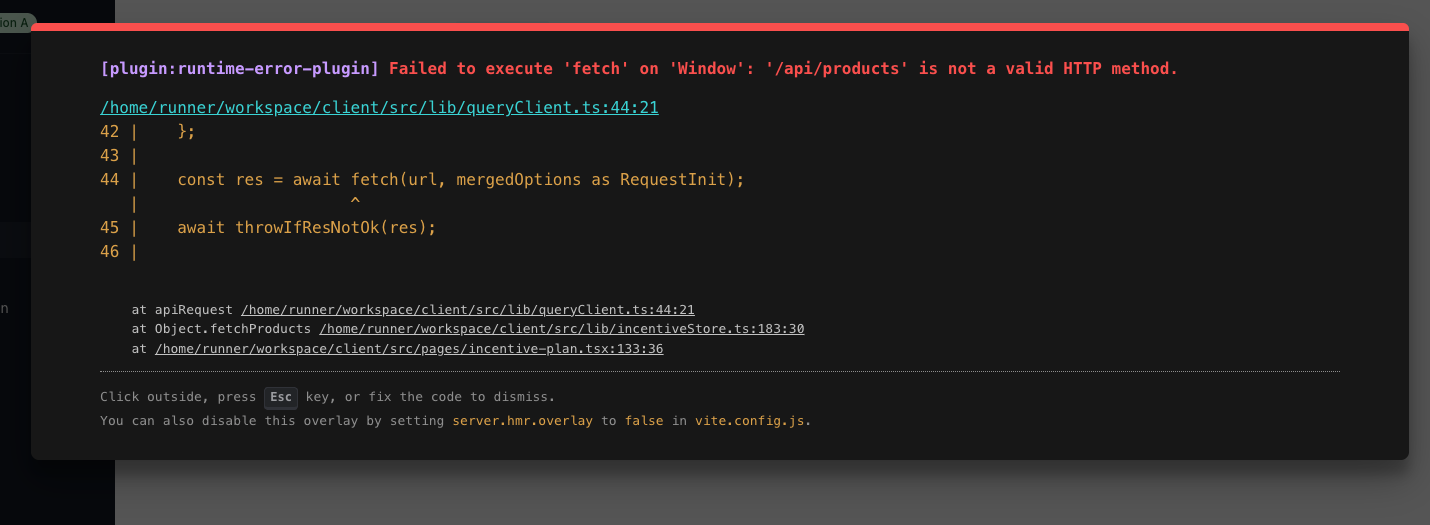 ion A
[plugin:runtime-error-plugin] Failed to execute 'fetch' on 'Window': '/api/products' is not a valid HTTP method.
/home/runner/workspace/client/src/lib/queryClient.ts:44:21
42 |    };
43 |
44 |    const res = await fetch(url, mergedOptions as RequestInit);
   |                      ^
45 |    await throwIfResNotOk(res);
46 |
n
at apiRequest /home/runner/workspace/client/src/lib/queryClient.ts:44:21
at Object.fetchProducts /home/runner/workspace/client/src/lib/incentiveStore.ts:183:30
at /home/runner/workspace/client/src/pages/incentive-plan.tsx:133:36
Click outside, press Esc key, or fix the code to dismiss.
You can also disable this overlay by setting server.hmr.overlay to false in vite.config.js.